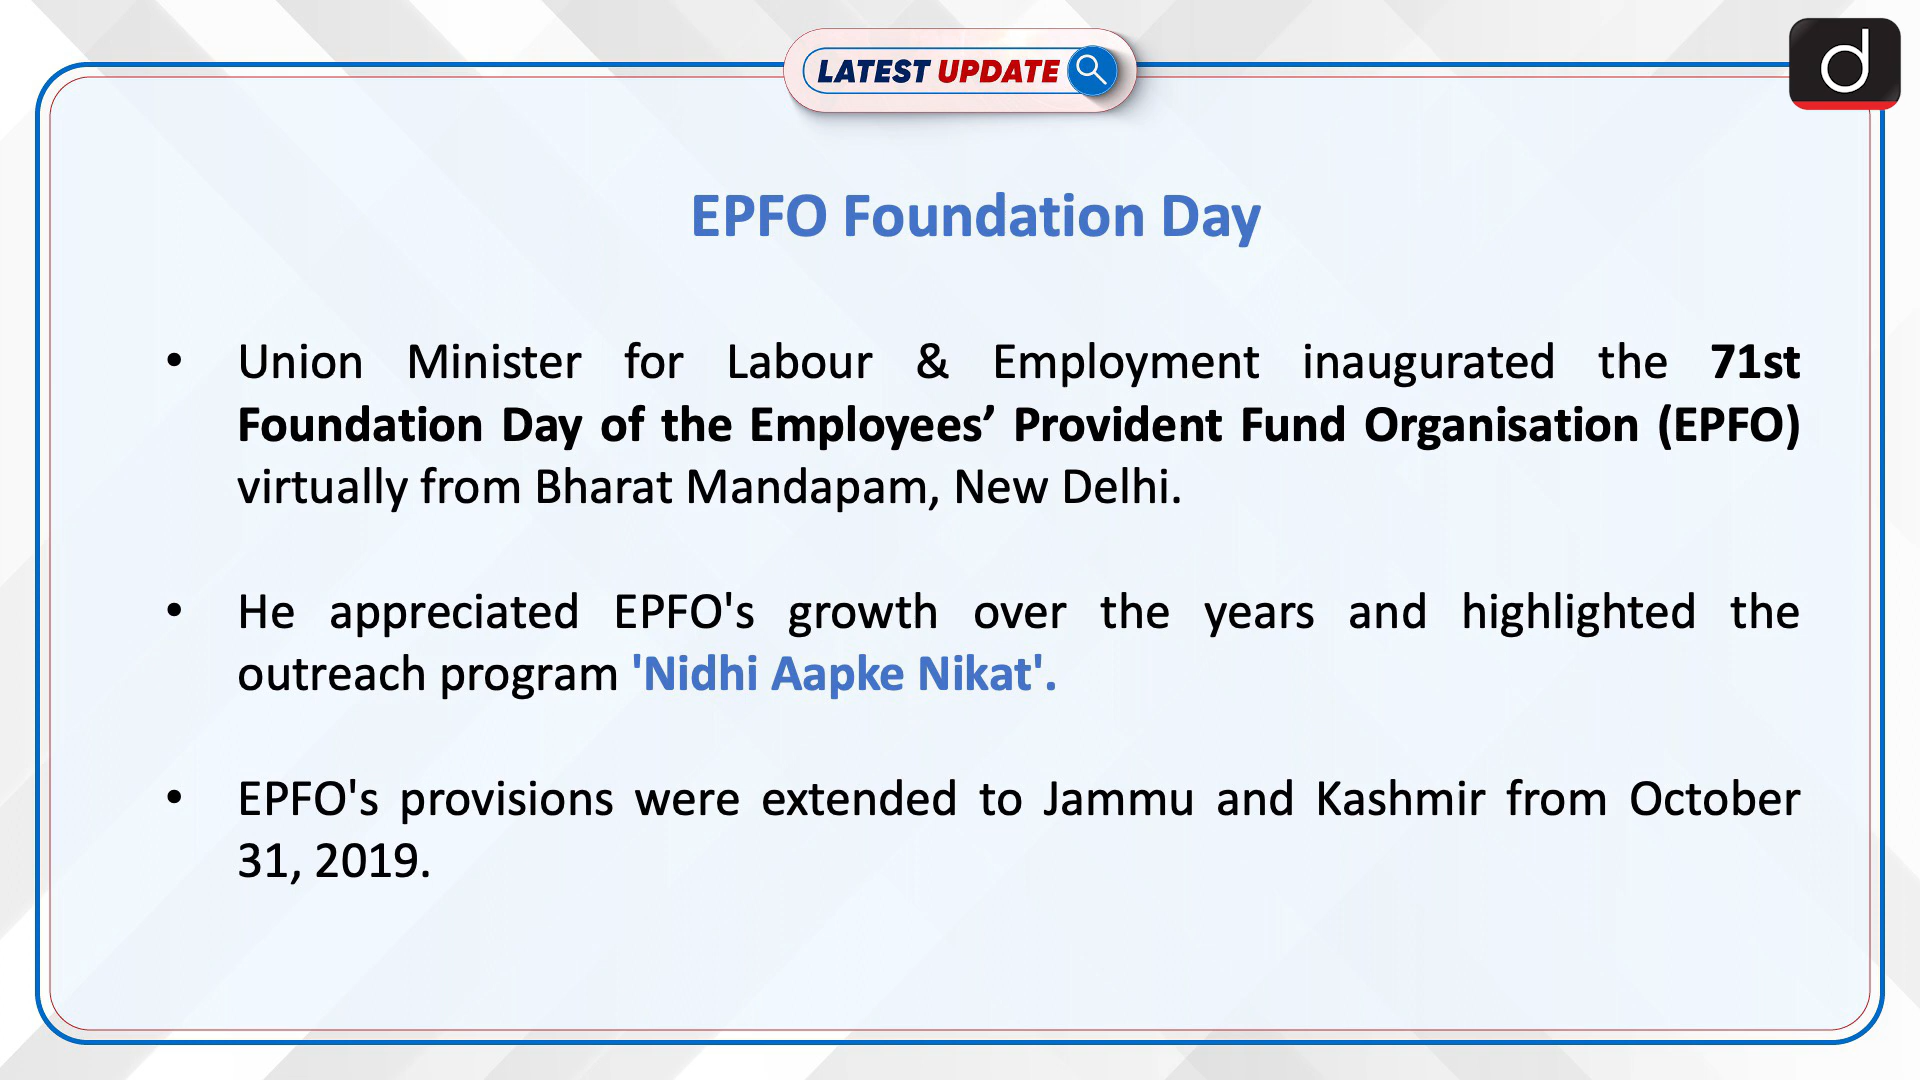 LATEST UPDATE
d
EPFO Foundation Day
• Union Minister for Labour & Employment inaugurated the 71st
Foundation Day of the Employees’ Provident Fund Organisation (EPFO)
virtually from Bharat Mandapam, New Delhi.
• He appreciated EPFO's growth over the years and highlighted the
outreach program 'Nidhi Aapke Nikat'.
• EPFO's provisions were extended to Jammu and Kashmir from October
31, 2019.